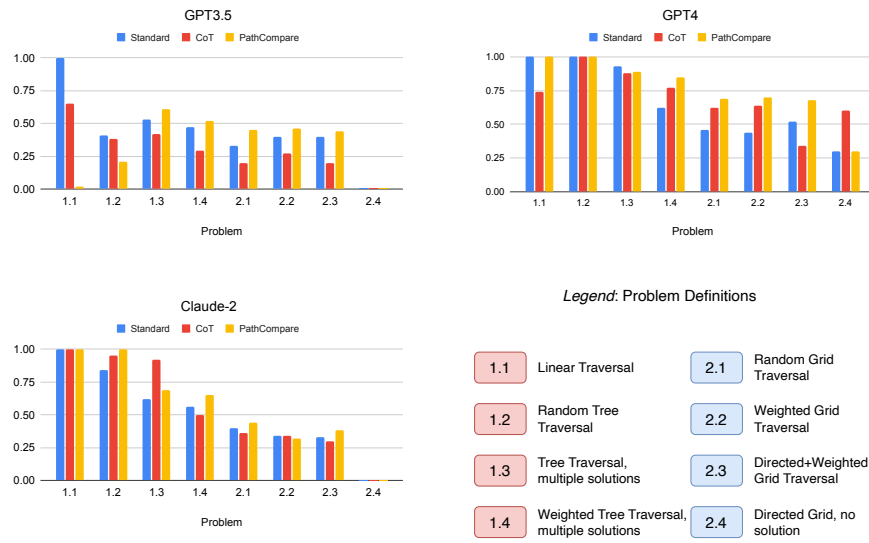 GPT3.5
Standard CoT PathCompare
1.00
0.75
0.50
0.25
0.00
1.1 1.2 1.3 1.4 2.1 2.2 2.3 2.4
Problem
GPT4
Standard CoT PathCompare
1.00
0.75
0.50
0.25
0.00
1.1 1.2 1.3 1.4 2.1 2.2 2.3 2.4
Problem
Claude-2
Standard CoT PathCompare
1.00
0.75
0.50
0.25
0.00
1.1 1.2 1.3 1.4 2.1 2.2 2.3 2.4
Problem
Legend: Problem Definitions
1.1 Linear Traversal
1.2 Random Tree
Traversal
1.3 Tree Traversal,
multiple solutions
1.4 Weighted Tree Traversal,
multiple solutions
2.1 Random Grid
Traversal
2.2 Weighted Grid
Traversal
2.3 Directed+Weighted
Grid Traversal
2.4 Directed Grid, no
solution